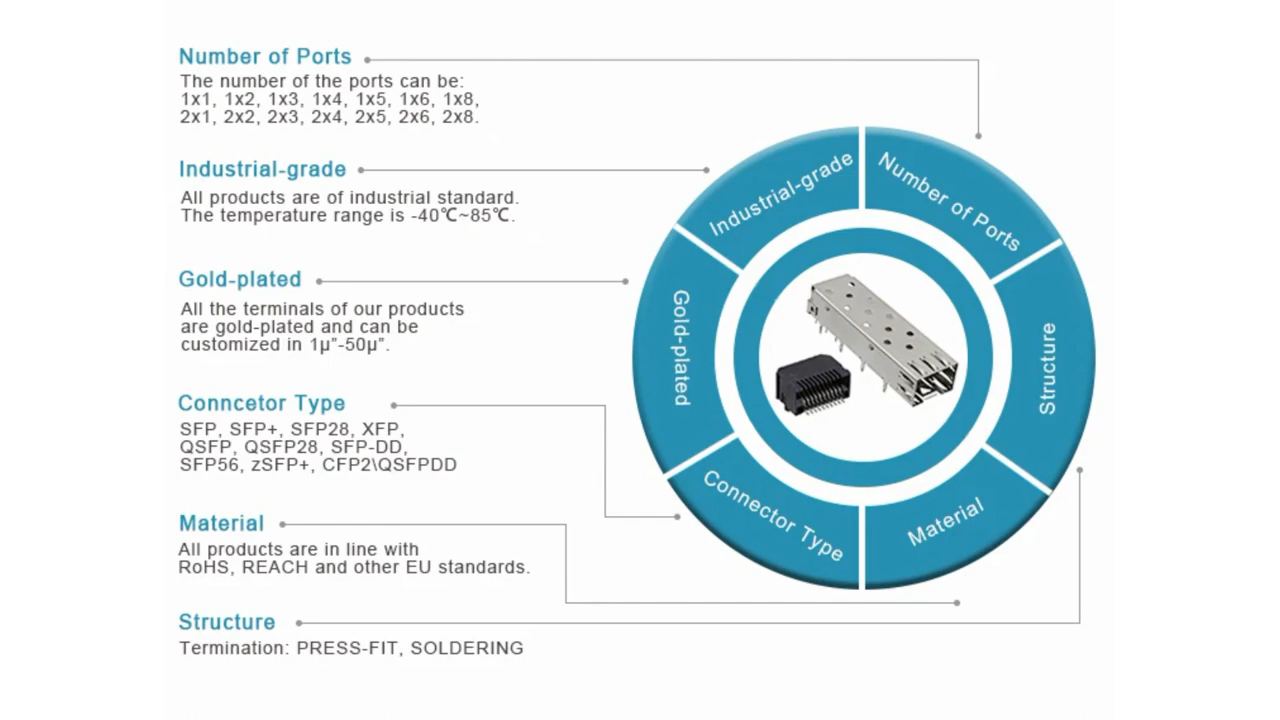 Number of Ports
The number of the ports can be:
1x1, 1x2, 1x3, 1x4, 1x5, 1x6, 1x8,
2x1, 2x2, 2x3, 2x4, 2x5, 2x6, 2x8.
Industrial-grade
All products are of industrial standard.
The temperature range is -40℃~85℃.
Gold-plated
All the terminals of our products
are gold-plated and can be
customized in 1μ”-50μ”.
Conncetor Type
SFP, SFP+, SFP28, XFP,
QSFP, QSFP28, SFP-DD,
SFP56, zSFP+, CFP2\QSFPDD
Material
All products are in line with
RoHS, REACH and other EU standards.
Structure
Termination: PRESS-FIT, SOLDERING
Industrial-grade
Number of Ports
Gold-plated
Structure
Connector Type
Material